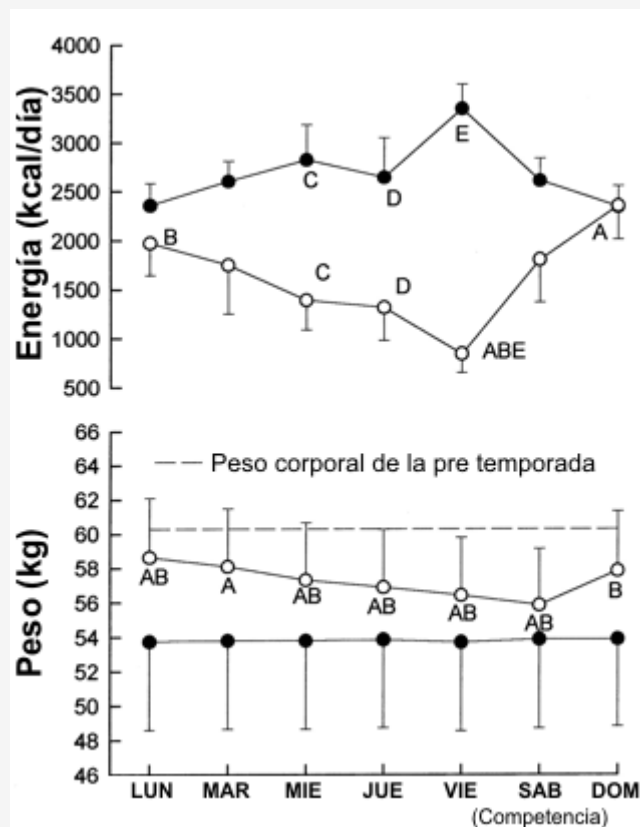 Energía (kcal/día)
4000
3500
3000
2500
2000
1500
1000
500
B
C
D
E
C
D
ABE
A
Peso (kg)
66
64
62
60
58
56
54
52
50
48
46
Peso corporal de la pre temporada
AB
A
AB
AB
AB
AB
B
LUN MAR MIE JUE VIE SAB DOM
(Competencia)